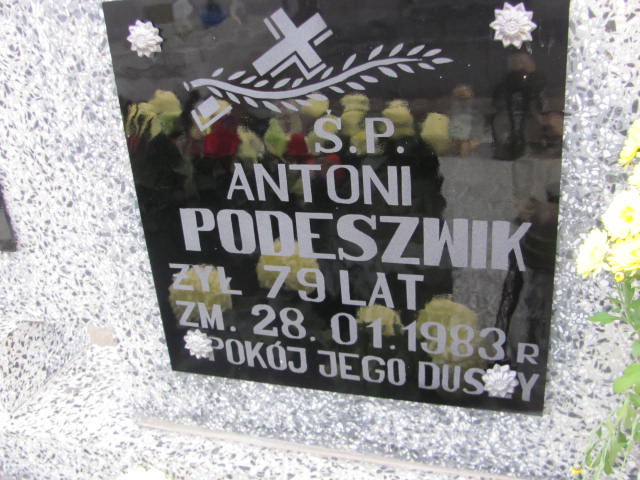 Ś.P.
ANTONI
PODESZWIK
ŻYŁ 79 LAT
ZM. 28.01.1983 R
POKÓJ JEGO DUSZY